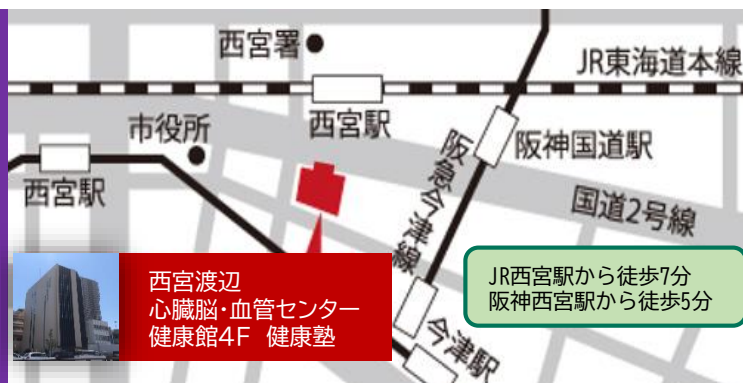 西宮署
JR東海道本線
市役所
西宮駅
阪神国道駅
西宮駅
阪急今津線
国道2号線
西宮渡辺
心臓脳・血管センター
健康館4F 健康塾
JR西宮駅から徒歩7分
阪神西宮駅から徒歩5分
今津駅